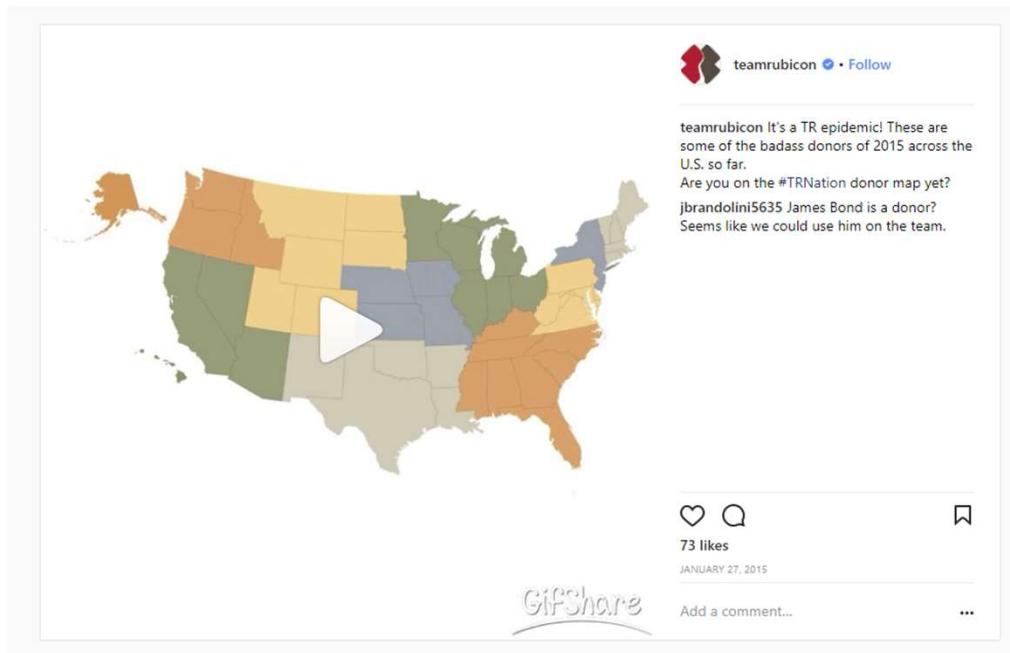 teamrubicon • Follow
teamrubicon It's a TR epidemic! These are
some of the badass donors of 2015 across the
U.S. so far.
Are you on the #TRNation donor map yet?
jbrandolini5635 James Bond is a donor?
Seems like we could use him on the team.
73 likes
JANUARY 27, 2015
Add a comment...
GifShare